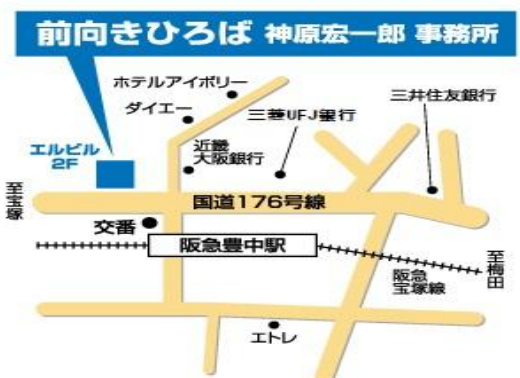 前向きひろば 神原宏一郎 事務所
ホテルアイボリー
ダイエー
三菱UFJ銀行
三井住友銀行
エルビル
2F
近畿
大阪銀行
至宝塚
国道176号線
交番
阪急豊中駅
至梅田
阪急
宝塚線
エトレ